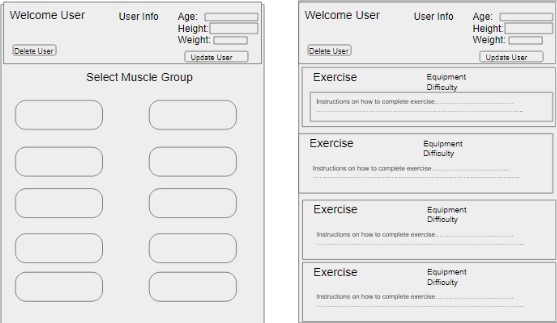 Welcome User
User Info
Age:
Height:
Weight:
Delete User
Update User
Select Muscle Group
Welcome User
User Info
Age:
Height:
Weight:
Delete User
Update User
Exercise
Equipment
Difficulty
Instructions on how to complete exercise.......................................
................................................................................................
Exercise
Equipment
Difficulty
Instructions on how to complete exercise.......................................
................................................................................................
Exercise
Equipment
Difficulty
Instructions on how to complete exercise.......................................
................................................................................................
Exercise
Equipment
Difficulty
Instructions on how to complete exercise.......................................
................................................................................................